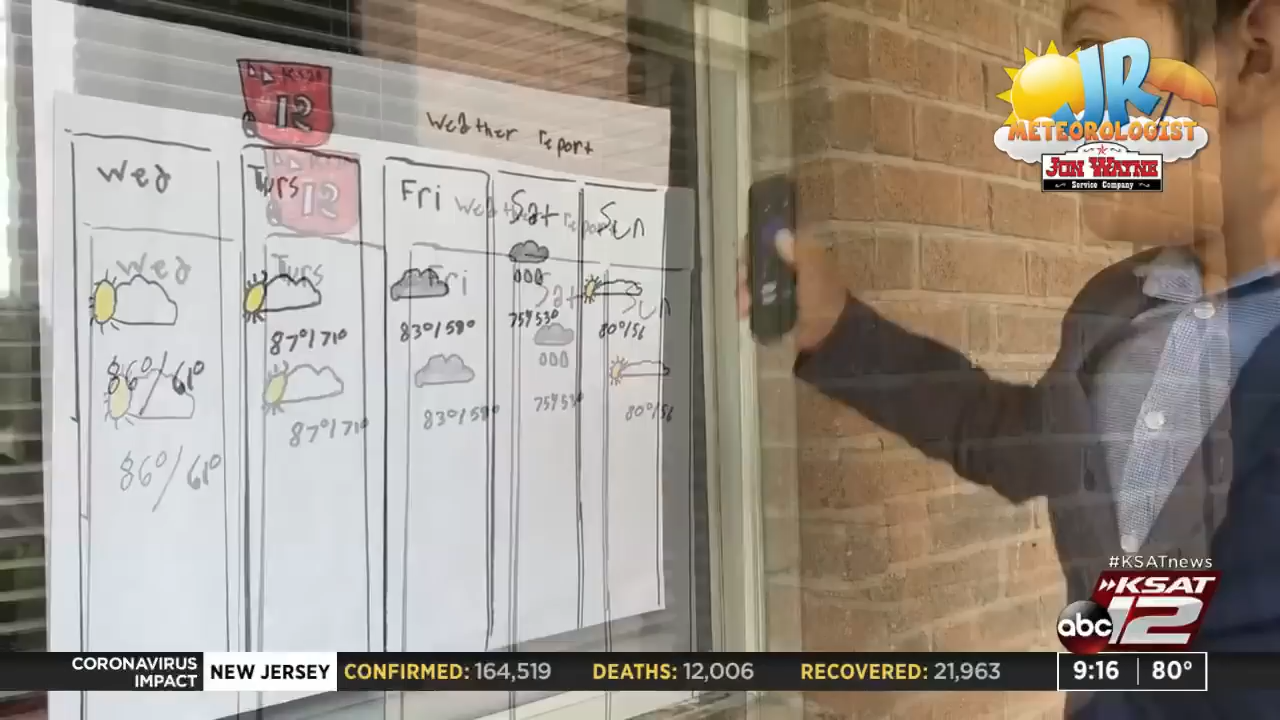 KSAT
12
Weather report
Wed
Turs
Fri
Sat
Sun
86°/61°
87°/71°
83°/59°
75°/53°
80°/56
JR
METEOROLOGIST
JON WAYNE
Service Company
#KSATnews
KSAT
12
abc
CORONAVIRUS
IMPACT
NEW JERSEY
CONFIRMED: 164,519
DEATHS: 12,006
RECOVERED: 21,963
9:16
80°